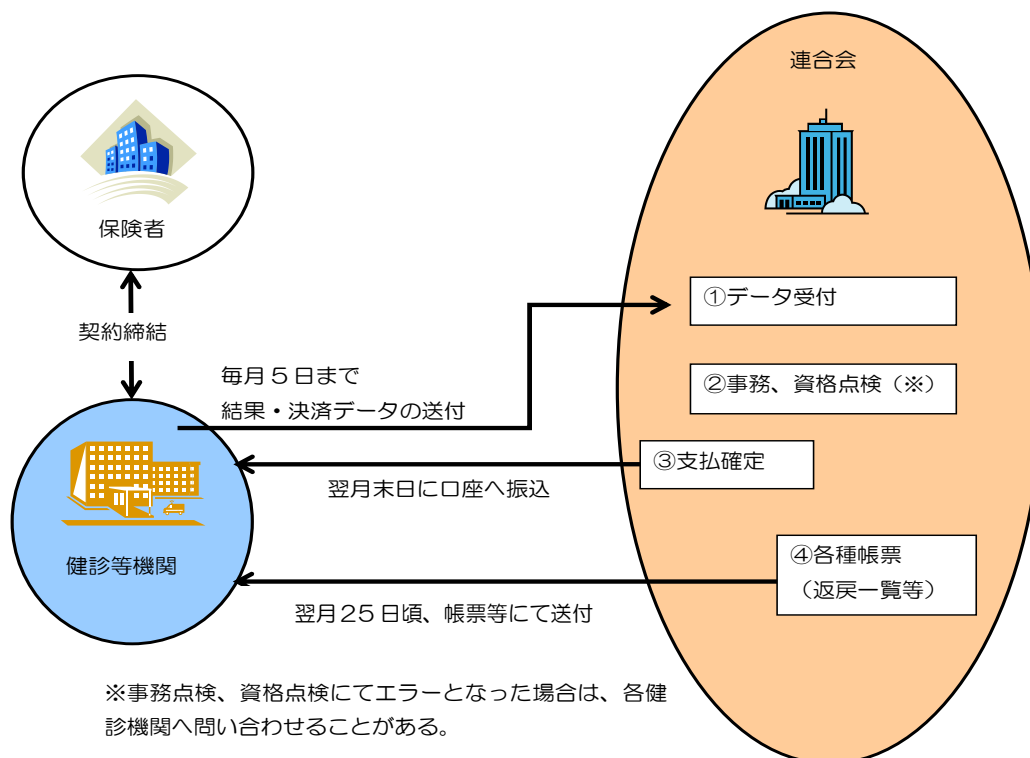 連合会
保険者
契約締結
①データ受付
毎月5日まで
結果・決済データの送付
②事務、資格点検(※)
③支払確定
翌月末日に口座へ振込
健診等機関
④各種帳票
(返戻一覧等)
翌月25日頃、帳票等にて送付
※事務点検、資格点検にてエラーとなった場合は、各健
診機関へ問い合わせることがある。